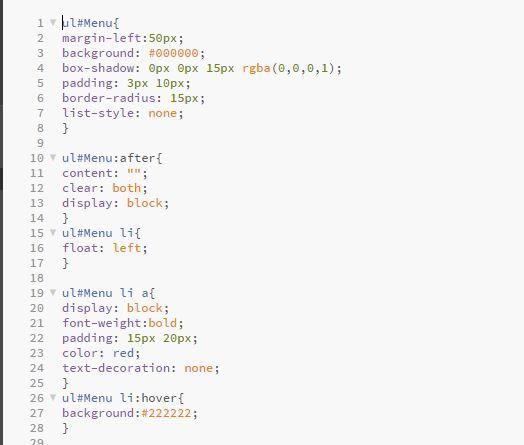 1 ul#Menu{
2 margin-left:50px;
3 background: #000000;
4 box-shadow: 0px 0px 15px rgba(0,0,0,1);
5 padding: 3px 10px;
6 border-radius: 15px;
7 list-style: none;
8 }
9
10 ul#Menu:after{
11 content: "";
12 clear: both;
13 display: block;
14 }
15 ul#Menu li{
16 float: left;
17 }
18
19 ul#Menu li a{
20 display: block;
21 font-weight:bold;
22 padding: 15px 20px;
23 color: red;
24 text-decoration: none;
25 }
26 ul#Menu li:hover{
27 background:#222222;
28 }
29